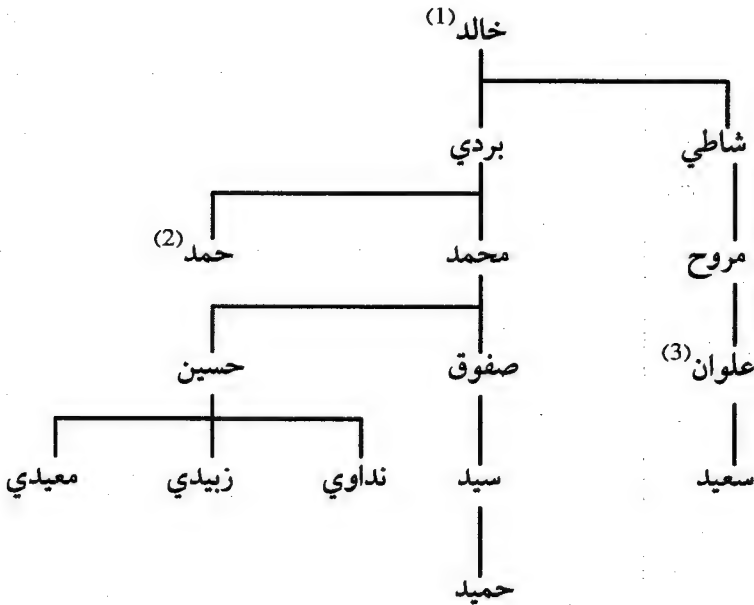 خالد(1)
شاطي بردي
مروح محمد حمد(2)
علوان(3) صفوق حسين
سعيد سيد نداوي زبيدي معيدي
حميد